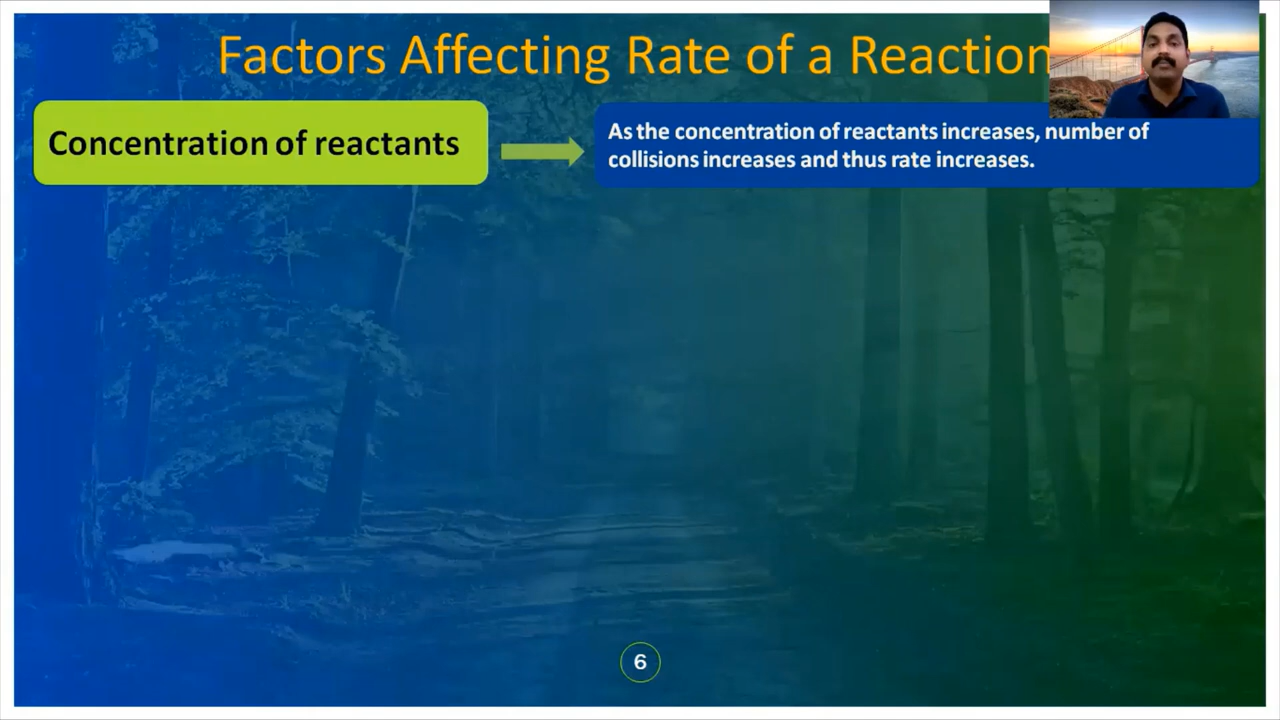 Factors Affecting Rate of a Reaction
Concentration of reactants
As the concentration of reactants increases, number of
collisions increases and thus rate increases.
6